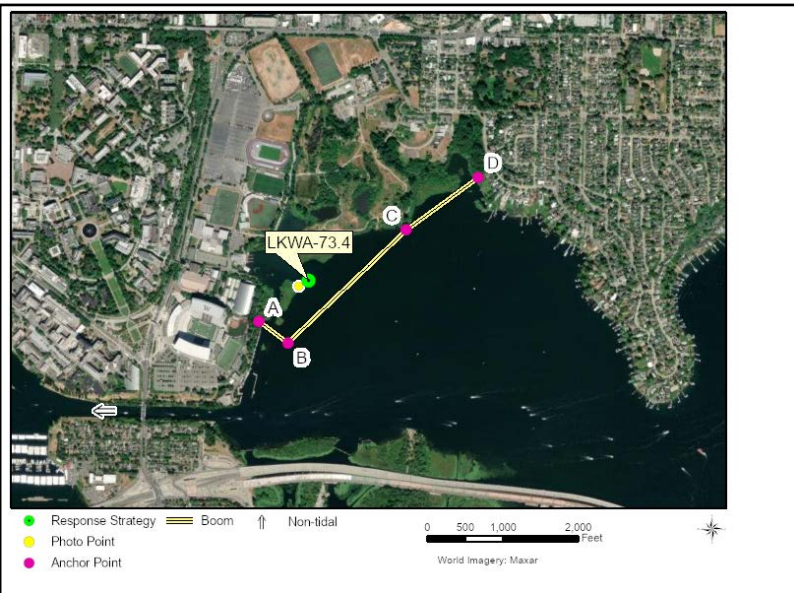 D
C
LKWA-73.4
A
B
Response Strategy Boom Non-tidal
Photo Point
Anchor Point
0 500 1,000 2,000
Feet
World Imagery: Maxar